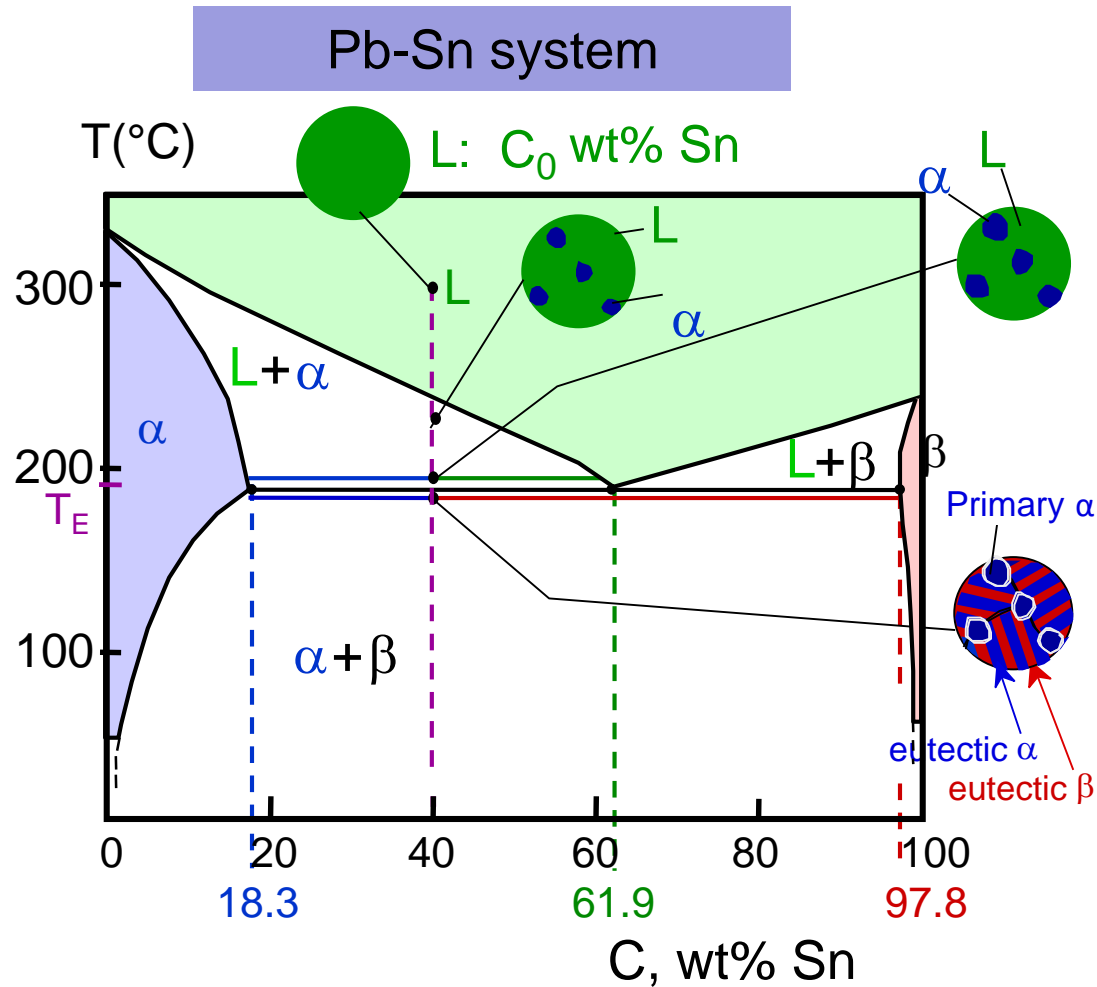 Pb-Sn system
T(°C)
L: C₀ wt% Sn
L
α
L
300
L
α
L+α
α
200
L+β
β
T_E
Primary α
100
α+β
eutectic α
eutectic β
0
20
40
60
80
100
18.3
61.9
97.8
C, wt% Sn